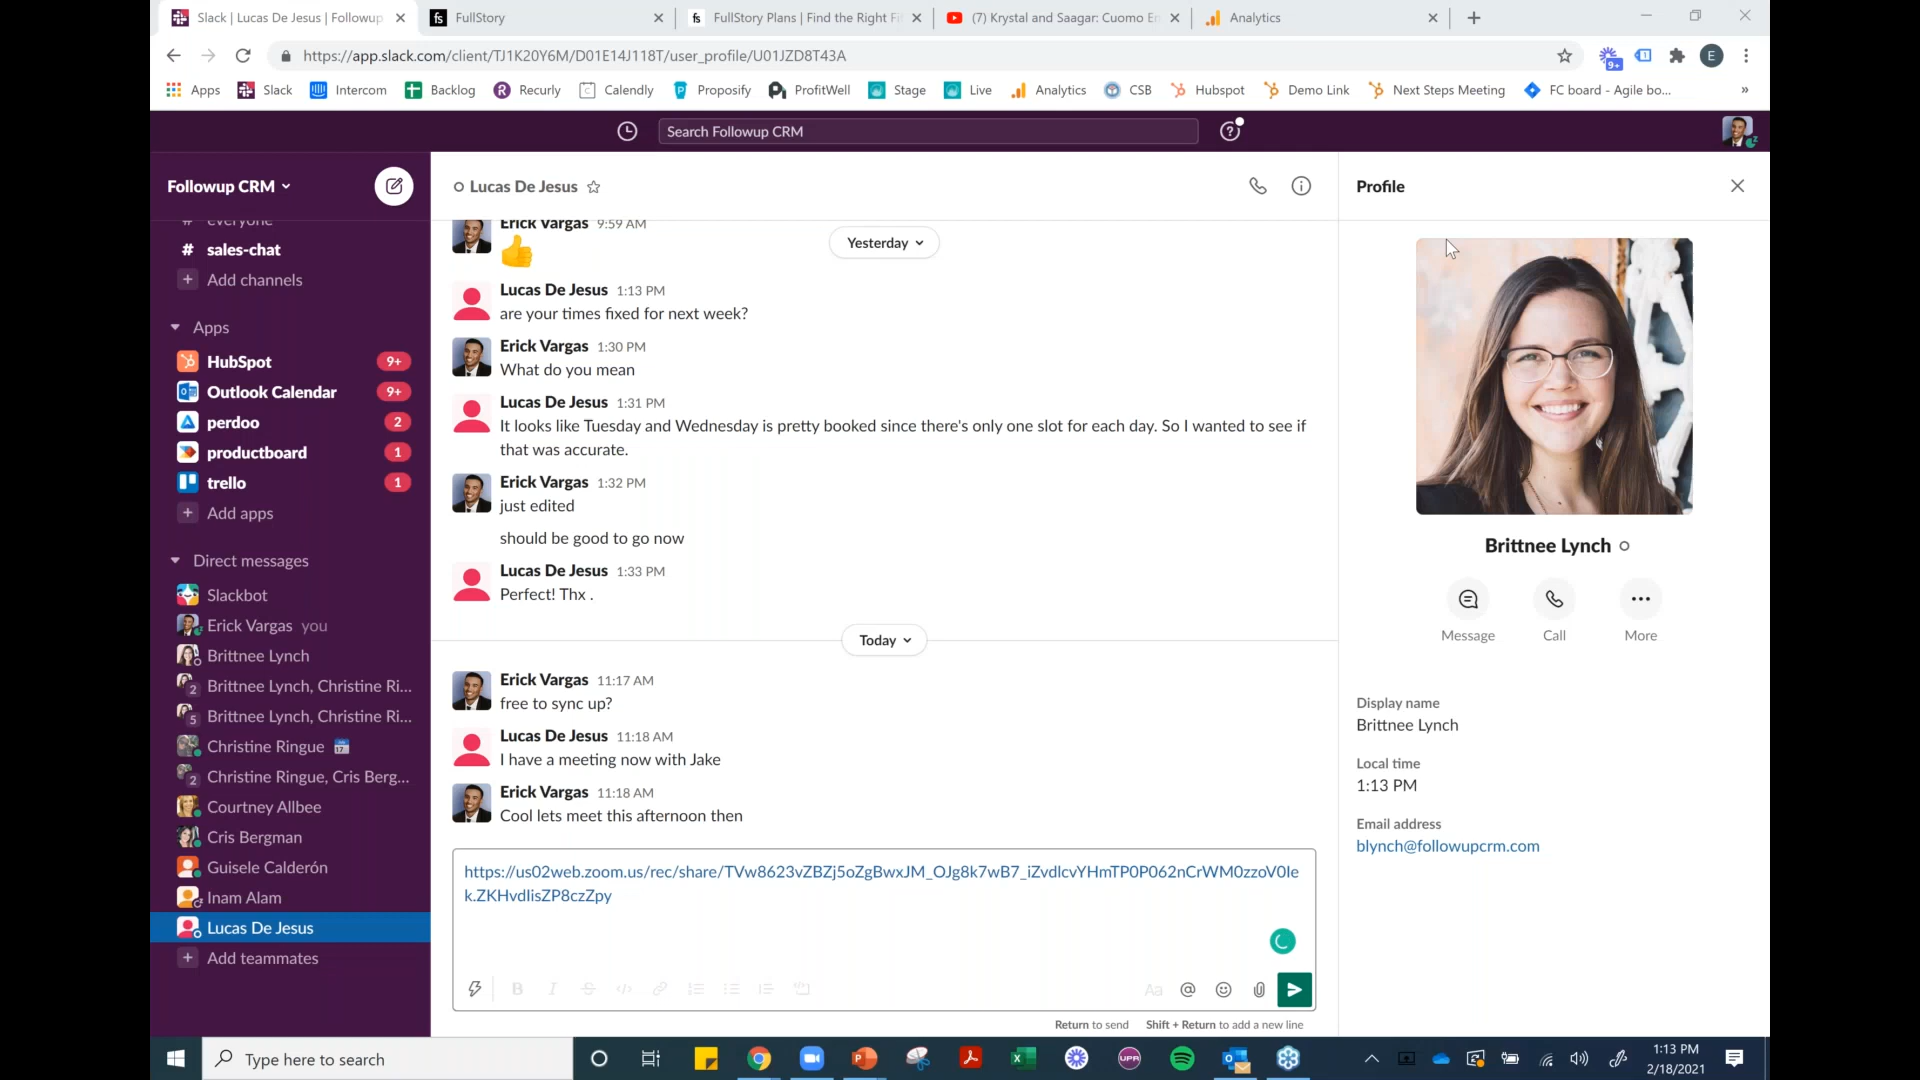 Slack | Lucas De Jesus | Followup
FullStory
FullStory Plans | Find the Right Fi
(7) Krystal and Saagar: Cuomo E
Analytics
https://app.slack.com/client/TJ1K20Y6M/D01E14J118T/user_profile/U01JZD8T43A
E
Apps
Slack
Intercom
Backlog
Recurly
Calendly
Proposify
ProfitWell
Stage
Live
Analytics
CSB
Hubspot
Demo Link
Next Steps Meeting
FC board - Agile bo...
Search Followup CRM
Followup CRM
# everyone
# sales-chat
+ Add channels
Apps
HubSpot 9+
Outlook Calendar 9+
perdoo 2
productboard 1
trello 1
+ Add apps
Direct messages
Slackbot
Erick Vargas you
Brittnee Lynch
2 Brittnee Lynch, Christine Ri...
5 Brittnee Lynch, Christine Ri...
Christine Ringue
2 Christine Ringue, Cris Berg...
Courtney Allbee
Cris Bergman
Guisele Calderón
Inam Alam
Lucas De Jesus
+ Add teammates
Lucas De Jesus
Erick Vargas 9:59 AM
Yesterday
Lucas De Jesus 1:13 PM
are your times fixed for next week?
Erick Vargas 1:30 PM
What do you mean
Lucas De Jesus 1:31 PM
It looks like Tuesday and Wednesday is pretty booked since there's only one slot for each day. So I wanted to see if
that was accurate.
Erick Vargas 1:32 PM
just edited
should be good to go now
Lucas De Jesus 1:33 PM
Perfect! Thx .
Today
Erick Vargas 11:17 AM
free to sync up?
Lucas De Jesus 11:18 AM
I have a meeting now with Jake
Erick Vargas 11:18 AM
Cool lets meet this afternoon then
https://us02web.zoom.us/rec/share/TVw8623vZBZj5oZgBwxJM_OJg8k7wB7_iZvdlcvYHmTP0P062nCrWM0zzoV0Ie
k.ZKHvdIisZP8czZpy
Return to send Shift + Return to add a new line
Profile
Brittnee Lynch
Message
Call
More
Display name
Brittnee Lynch
Local time
1:13 PM
Email address
blynch@followupcrm.com
Type here to search
UPR
1:13 PM
2/18/2021